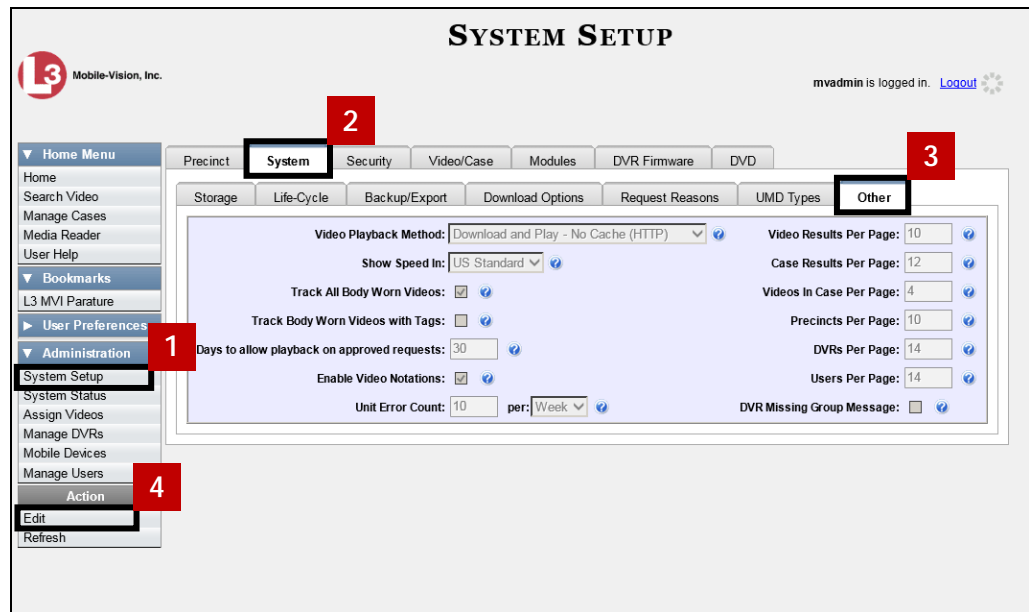 SYSTEM SETUP
L3 Mobile-Vision, Inc.
mvadmin is logged in. Logout
2
3
▼ Home Menu
Home
Search Video
Manage Cases
Media Reader
User Help
▼ Bookmarks
L3 MVI Parature
► User Preferences
1
▼ Administration
System Setup
System Status
Assign Videos
Manage DVRs
Mobile Devices
Manage Users
4
Action
Edit
Refresh
Precinct System Security Video/Case Modules DVR Firmware DVD
Storage Life-Cycle Backup/Export Download Options Request Reasons UMD Types Other
Video Playback Method: Download and Play - No Cache (HTTP) ?
Show Speed In: US Standard ?
Track All Body Worn Videos: ?
Track Body Worn Videos with Tags: ?
Days to allow playback on approved requests: 30 ?
Enable Video Notations: ?
Unit Error Count: 10 per: Week ?
Video Results Per Page: 10 ?
Case Results Per Page: 12 ?
Videos In Case Per Page: 4 ?
Precincts Per Page: 10 ?
DVRs Per Page: 14 ?
Users Per Page: 14 ?
DVR Missing Group Message: ?